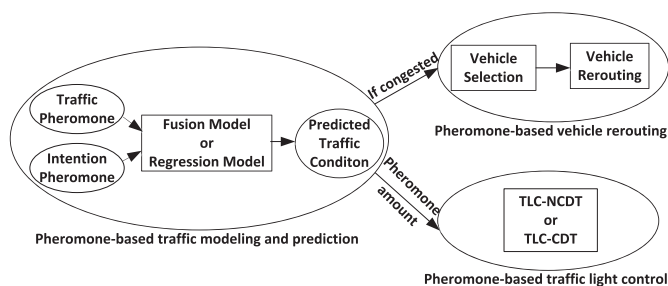 Traffic
Pheromone
Intention
Pheromone
Fusion Model
or
Regression Model
Predicted
Traffic
Conditon
Pheromone-based traffic modeling and prediction
If congested
Vehicle
Selection
Vehicle
Rerouting
Pheromone-based vehicle rerouting
Pheromone
amount
TLC-NCDT
or
TLC-CDT
Pheromone-based traffic light control